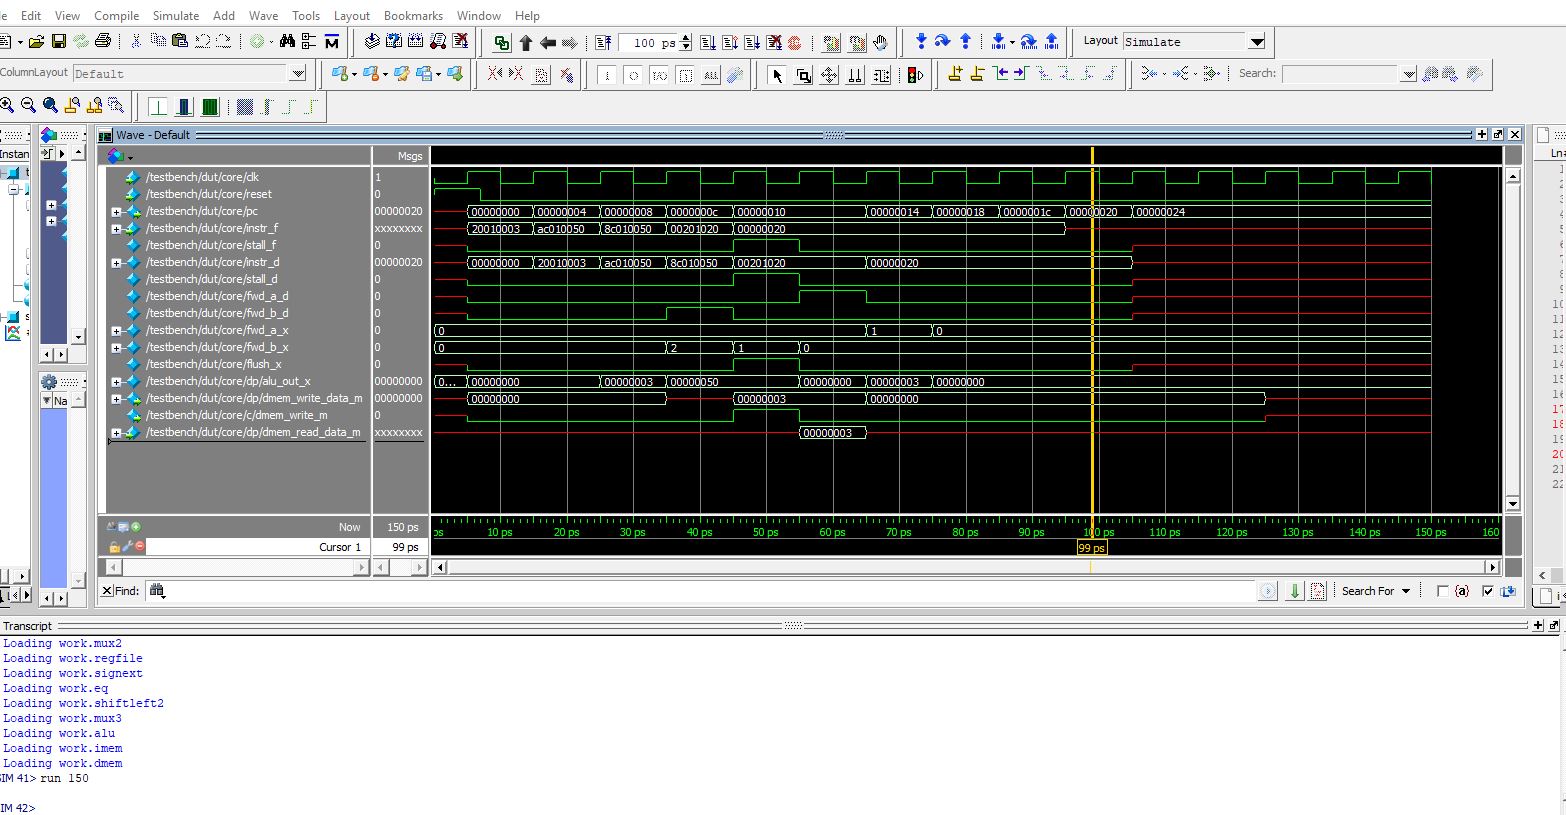 le Edit View Compile Simulate Add Wave Tools Layout Bookmarks Window Help
100 ps Layout Simulate
ColumnLayout Default ALL Search:
Wave - Default
Instan
Msgs Ln#
/testbench/dut/core/clk 1
/testbench/dut/core/reset 0
/testbench/dut/core/pc 00000020 00000000 00000004 00000008 0000000c 00000010 00000014 00000018 0000001c 00000020 00000024
/testbench/dut/core/instr_f xxxxxxxx 20010003 ac010050 8c010050 00201020 00000020
/testbench/dut/core/stall_f 0
/testbench/dut/core/instr_d 00000020 00000000 20010003 ac010050 8c010050 00201020 00000020
/testbench/dut/core/stall_d 0
/testbench/dut/core/fwd_a_d 0
/testbench/dut/core/fwd_b_d 0
/testbench/dut/core/fwd_a_x 0 0 1 0
/testbench/dut/core/fwd_b_x 0 0 2 1 0
/testbench/dut/core/flush_x 0
/testbench/dut/core/dp/alu_out_x 00000000 0... 00000000 00000003 00000050 00000000 00000003 00000000
/testbench/dut/core/dp/dmem_write_data_m 00000000 00000000 00000003 00000000
/testbench/dut/core/c/dmem_write_m 0
/testbench/dut/core/dp/dmem_read_data_m xxxxxxxx 00000003
Na
Now 150 ps ps 10 ps 20 ps 30 ps 40 ps 50 ps 60 ps 70 ps 80 ps 90 ps 100 ps 110 ps 120 ps 130 ps 140 ps 150 ps 160
Cursor 1 99 ps 99 ps
Find: Search For
Transcript
Loading work.mux2
Loading work.regfile
Loading work.signext
Loading work.eq
Loading work.shiftleft2
Loading work.mux3
Loading work.alu
Loading work.imem
Loading work.dmem
SIM 41> run 150
IM 42>